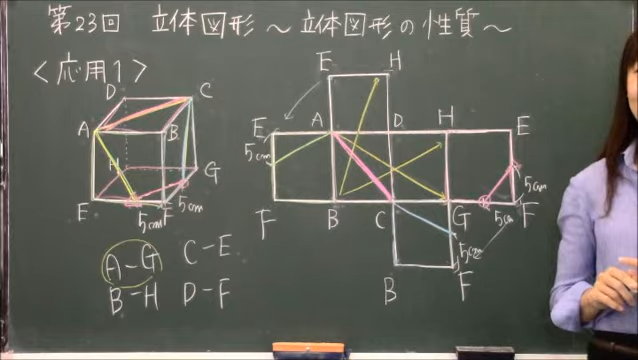 第23回 立体図形 ～ 立体図形の性質～
<応用1>
D C
A B
H G
E F
5cm 5cm
A-G C-E
B-H D-F
E H
E A D H E
5cm
5cm
5cm
F B C G F
5cm
B F